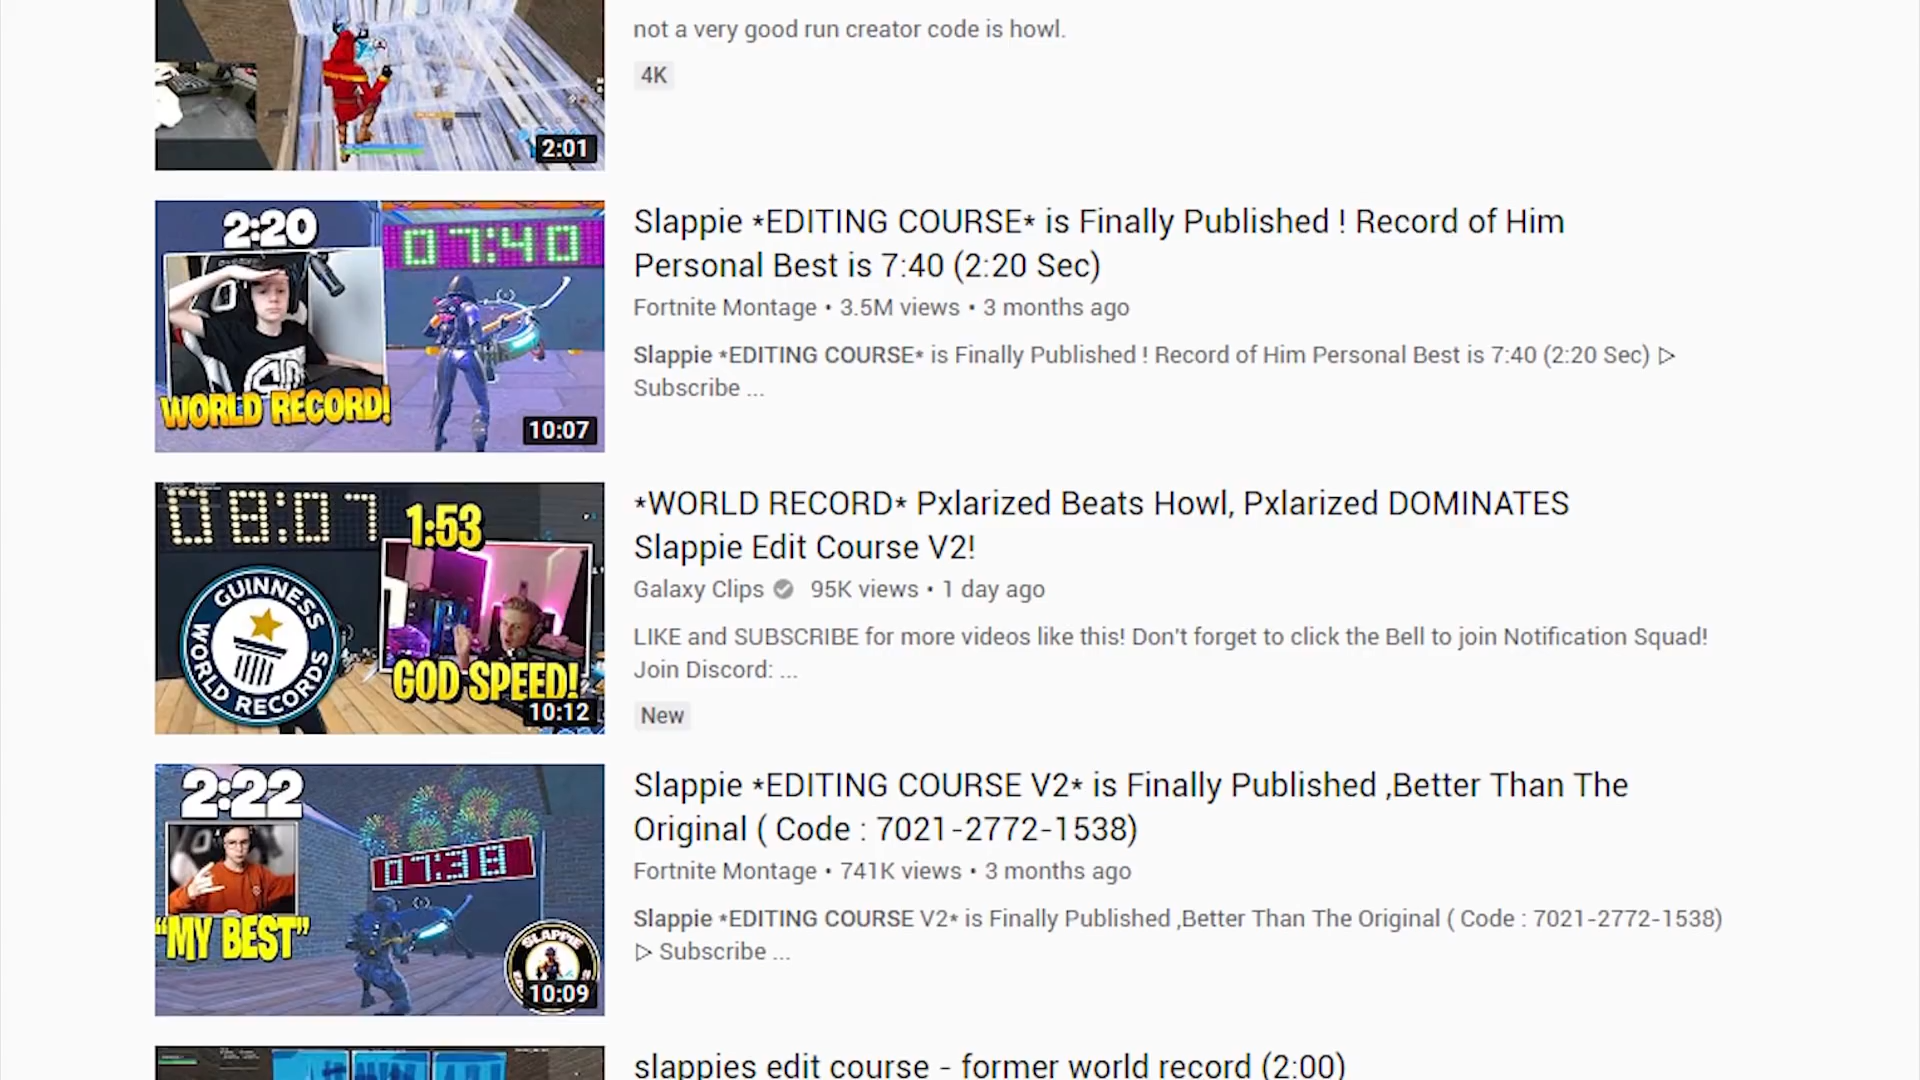 not a very good run creator code is howl.
4K
2:01
2:20
07:40
WORLD RECORD!
10:07
Slappie *EDITING COURSE* is Finally Published ! Record of Him
Personal Best is 7:40 (2:20 Sec)
Fortnite Montage • 3.5M views • 3 months ago
Slappie *EDITING COURSE* is Finally Published ! Record of Him Personal Best is 7:40 (2:20 Sec) ▷
Subscribe ...
08:07
1:53
GUINNESS
WORLD RECORDS
GOD SPEED!
10:12
*WORLD RECORD* Pxlarized Beats Howl, Pxlarized DOMINATES
Slappie Edit Course V2!
Galaxy Clips 95K views • 1 day ago
LIKE and SUBSCRIBE for more videos like this! Don't forget to click the Bell to join Notification Squad!
Join Discord: ...
New
2:22
07:38
"MY BEST"
SLAPPIE
10:09
Slappie *EDITING COURSE V2* is Finally Published ,Better Than The
Original ( Code : 7021-2772-1538)
Fortnite Montage • 741K views • 3 months ago
Slappie *EDITING COURSE V2* is Finally Published ,Better Than The Original ( Code : 7021-2772-1538)
▷ Subscribe ...
slappies edit course - former world record (2:00)